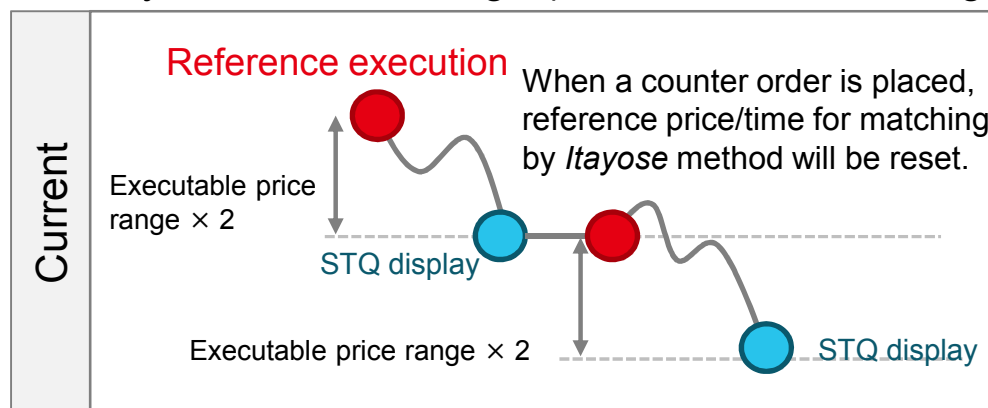 Reference execution
When a counter order is placed,
reference price/time for matching
by Itayose method will be reset.
Current
Executable price
range × 2
STQ display
Executable price range × 2
STQ display